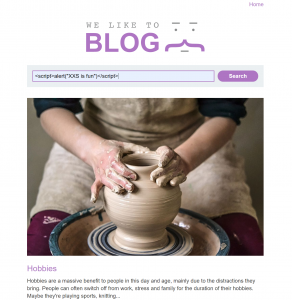 Home
WE LIKE TO
BLOG
<script>alert("XXS is fun")</script>
Search
Hobbies
Hobbies are a massive benefit to people in this day and age, mainly due to the distractions they
bring. People can often switch off from work, stress and family for the duration of their hobbies.
Maybe they're playing sports, knitting...